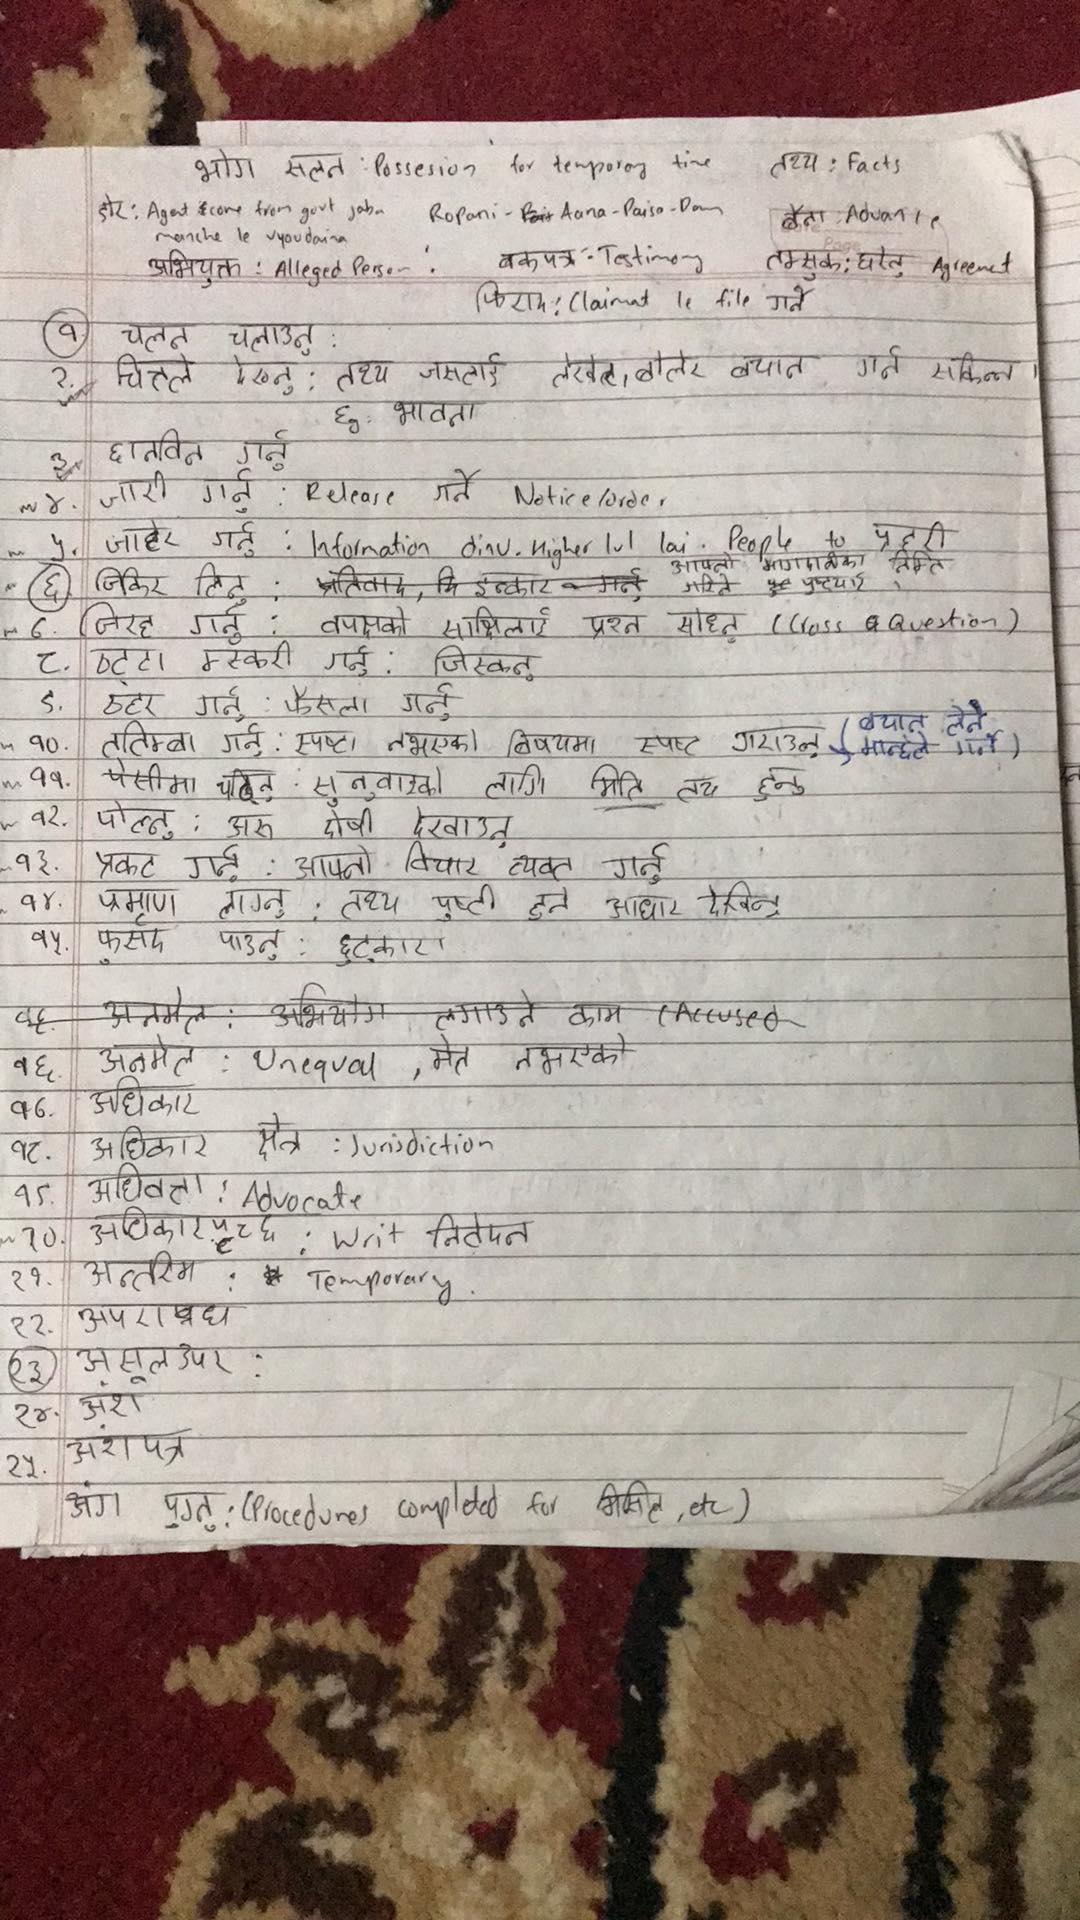 भोग चलन : Possesion for temporary time तथ्य : Facts
डोर : Agent come from govt jaba Ropani - Aana - Paisa - Dam बैना : Advance
manche le vyoudaina
अभियुक्त : Alleged Person : बकपत्र - Testimony तम्सुक : घरेलु Agreement
फिराद : Claimat le file गर्ने
१ चलन चलाउनु :
२. चित्तले देख्नु : तथ्य जसलाई लेखेर, बोलेर बयान गर्न सकिन्न ।
Eg. भावना
३. छानविन गर्नु
४. जारी गर्नु : Release गर्ने Notice/order.
५. जाहेर गर्नु : Information dinu. Higher lvl lai. People to प्रहरी
आफ्नो मागदावीका निम्ति
६ जिकिर लिनु : प्रतिवाद, कि इन्कार गर्नु गरिने पुष्ट्याई ।
७. जिरह गर्नु : वपक्षको साक्षिलाई प्रश्न सोध्नु (Cross Question)
८. ठट्टा मस्करी गर्नु : जिस्कनु
९. ठहर गर्नु : फैसला गर्नु
१०. ततिम्बा गर्नु : स्पष्टा नभएको बिषयमा स्पष्ट गराउनु (बयान लेने
मान्छेले गर्ने)
११. पेसीमा चढ्नु : सुनुवाइको लागि मिति तय हुनु
१२. पोल्नु : अरु दोषी देखाउनु
१३. प्रकट गर्नु : आफ्नो विचार व्यक्त गर्नु
१४. प्रमाण लाग्नु : तथ्य पुष्टी हुने आधार देखिनु
१५. फुर्सद पाउनु : छुट्कारा
१६. अनमेल : अभियोग लगाउने काम (Accused
१६. अनमेल : Unequal , मेल नभएको
१७. अधिकार
१८. अधिकार क्षेत्र : Jurisdiction
१९. अधिवक्ता : Advocate
२०. अधिकारपृच्छ : Writ निवेदन
२१. अन्तरिम : Temporary.
२२. अपराध
२३ असूलउपर :
२४. अंश
२५. अंशपत्र
अंग पुग्नु : (Procedures completed for मिसिल, etc)